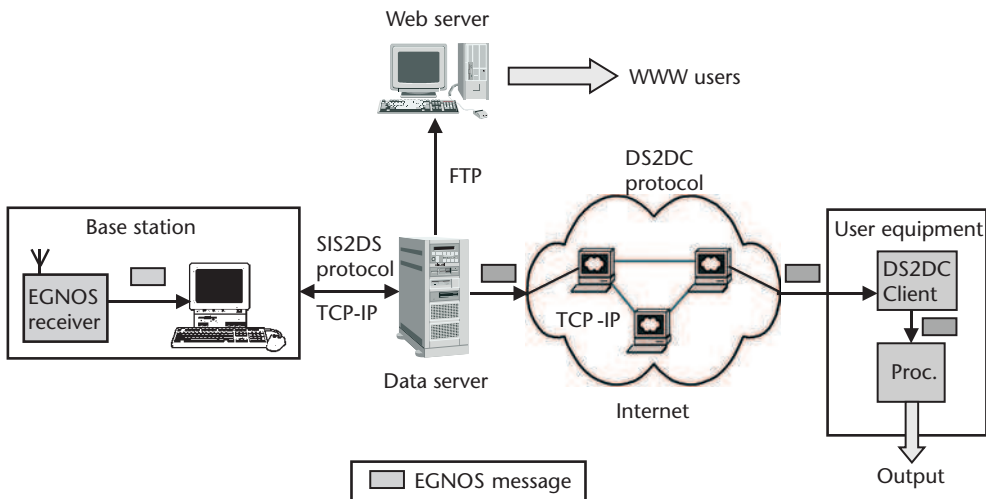 Web server
WWW users
FTP
DS2DC
protocol
Base station
EGNOS
receiver
SIS2DS
protocol
TCP-IP
Data server
TCP -IP
Internet
User equipment
DS2DC
Client
Proc.
Output
EGNOS message